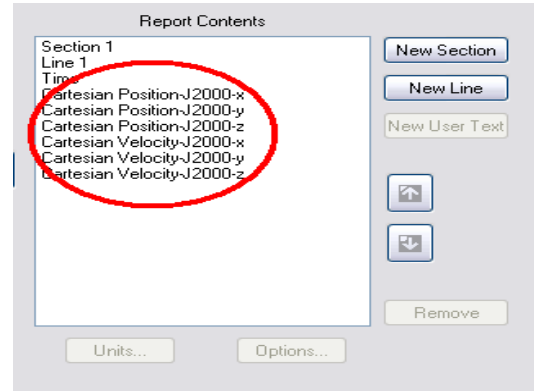 Report Contents
Section 1
Line 1
Time
Cartesian Position-J2000-x
Cartesian Position-J2000-y
Cartesian Position-J2000-z
Cartesian Velocity-J2000-x
Cartesian Velocity-J2000-y
Cartesian Velocity-J2000-z
New Section
New Line
New User Text
Remove
Units...
Options...